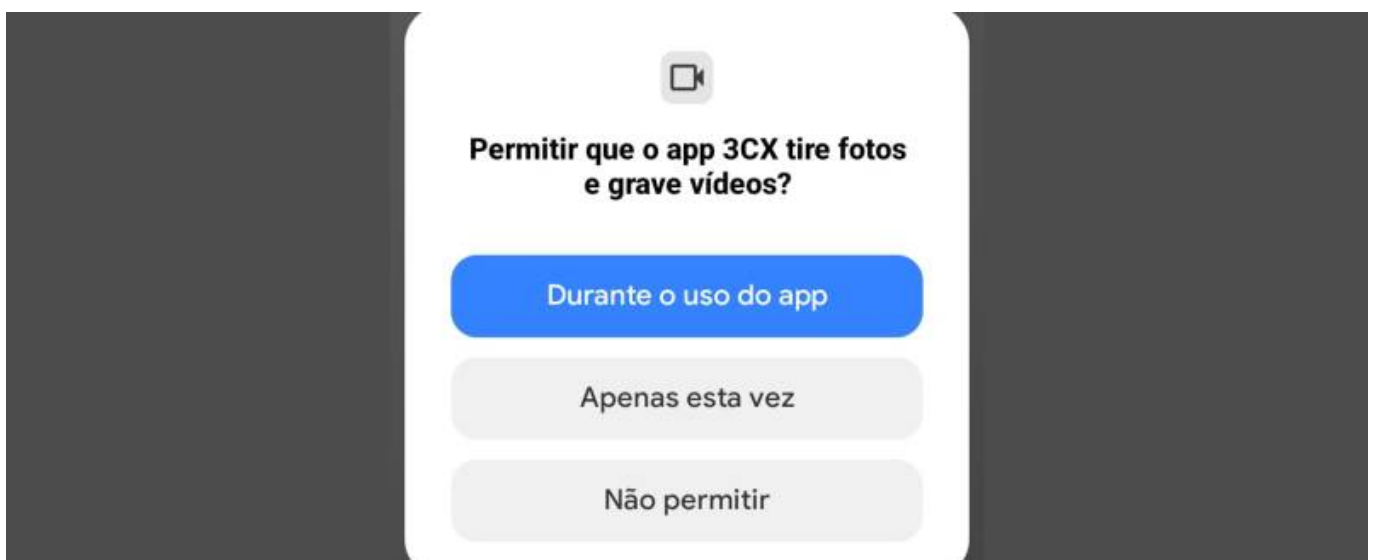 Permitir que o app 3CX tire fotos
e grave vídeos?
Durante o uso do app
Apenas esta vez
Não permitir